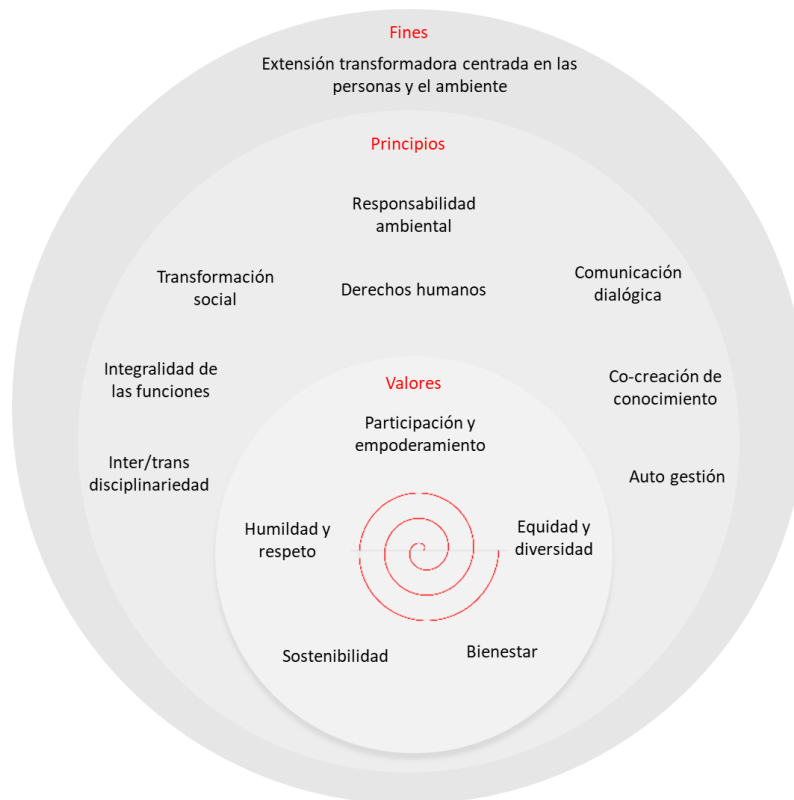 Fines
Extensión transformadora centrada en las
personas y el ambiente
Principios
Responsabilidad
ambiental
Transformación
social
Derechos humanos
Comunicación
dialógica
Integralidad de
las funciones
Co-creación de
conocimiento
Inter/trans
disciplinariedad
Auto gestión
Valores
Participación y
empoderamiento
Humildad y
respeto
Equidad y
diversidad
Sostenibilidad
Bienestar